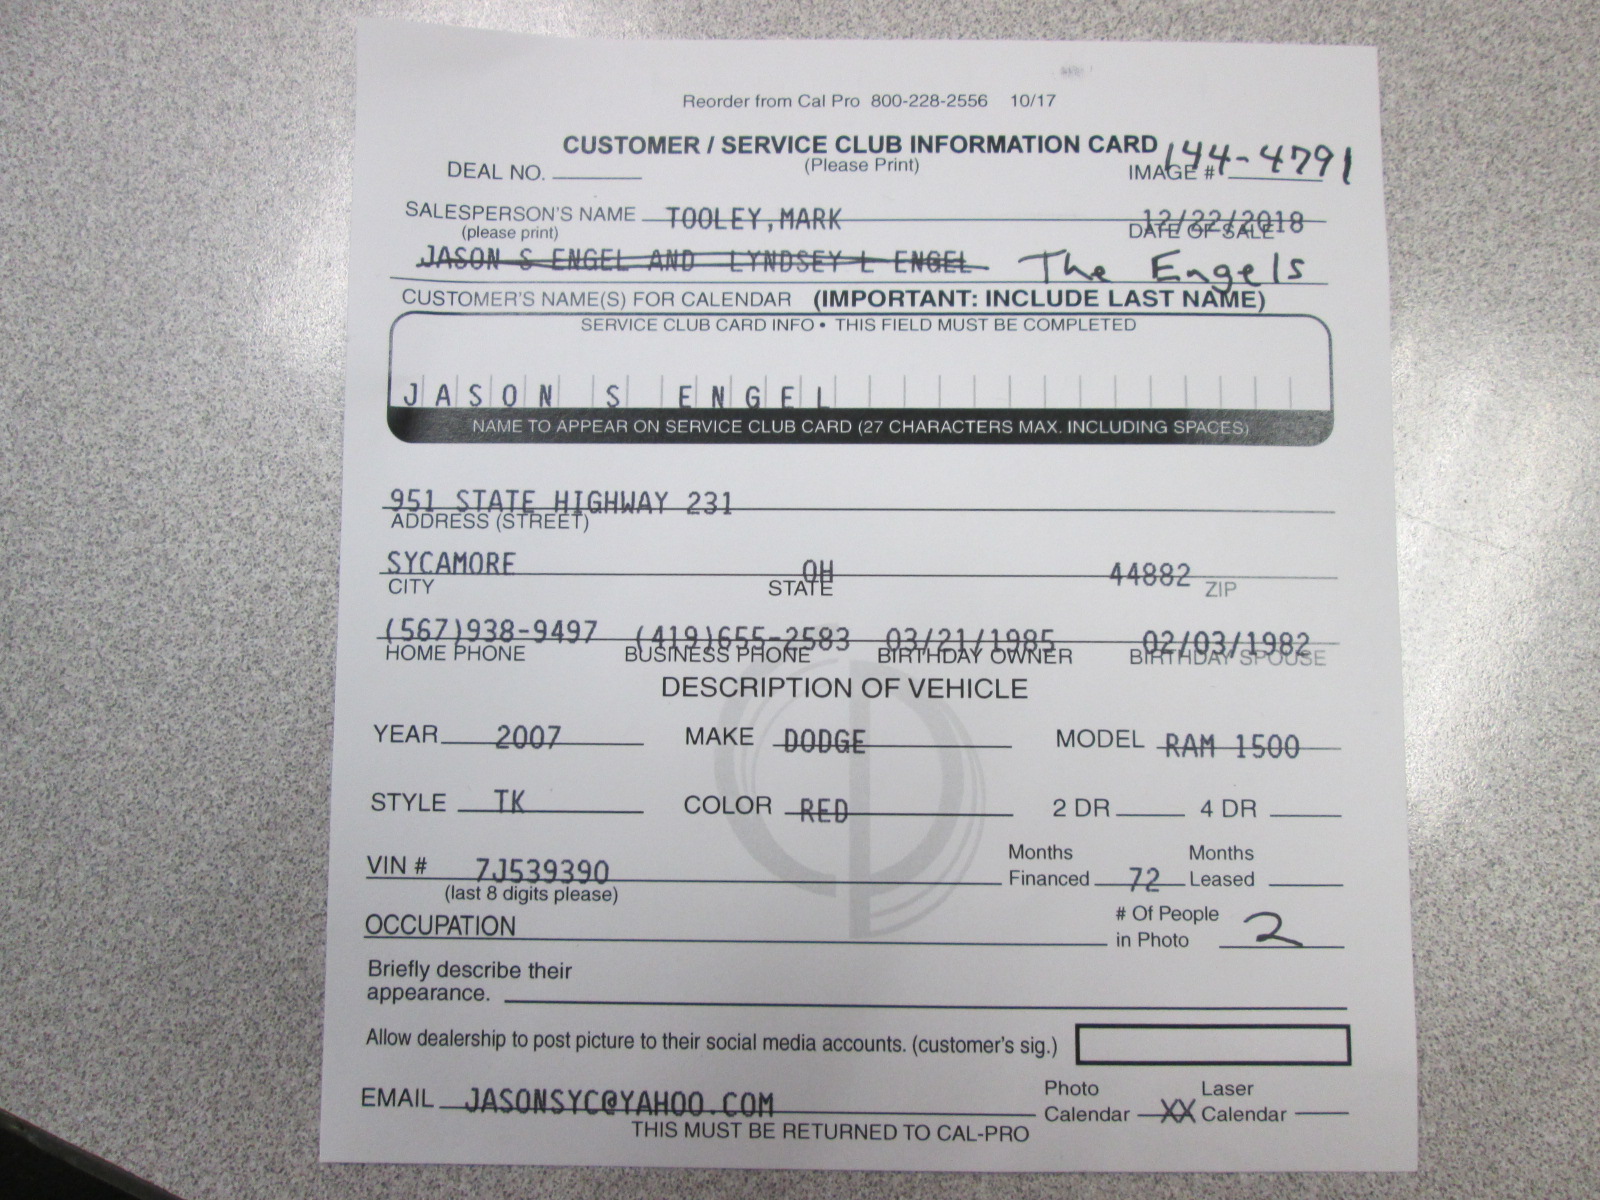 Reorder from Cal Pro 800-228-2556 10/17
CUSTOMER / SERVICE CLUB INFORMATION CARD
(Please Print)
DEAL NO.
IMAGE # 144-4791
SALESPERSON'S NAME TOOLEY,MARK 12/22/2018
(please print) DATE OF SALE
JASON S ENGEL AND LYNDSEY L ENGEL The Engels
CUSTOMER'S NAME(S) FOR CALENDAR (IMPORTANT: INCLUDE LAST NAME)
SERVICE CLUB CARD INFO • THIS FIELD MUST BE COMPLETED
JASON S ENGEL
NAME TO APPEAR ON SERVICE CLUB CARD (27 CHARACTERS MAX. INCLUDING SPACES)
951 STATE HIGHWAY 231
ADDRESS (STREET)
SYCAMORE OH 44882
CITY STATE ZIP
(567)938-9497 (419)655-2583 03/21/1985 02/03/1982
HOME PHONE BUSINESS PHONE BIRTHDAY OWNER BIRTHDAY SPOUSE
DESCRIPTION OF VEHICLE
YEAR 2007 MAKE DODGE MODEL RAM 1500
STYLE TK COLOR RED 2 DR 4 DR
VIN # 7J539390 Months Financed 72 Months Leased
(last 8 digits please)
OCCUPATION # Of People in Photo 2
Briefly describe their
appearance.
Allow dealership to post picture to their social media accounts. (customer's sig.)
EMAIL JASONSYC@YAHOO.COM Photo Calendar XX Laser Calendar
THIS MUST BE RETURNED TO CAL-PRO